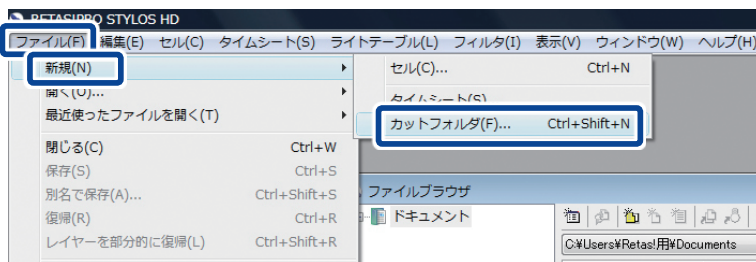 RETAS!PRO STYLOS HD
ファイル(F) 編集(E) セル(C) タイムシート(S) ライトテーブル(L) フィルタ(I) 表示(V) ウィンドウ(W) ヘルプ(H)
新規(N)
セル(C)... Ctrl+N
開く(O)...
タイムシート(S)
最近使ったファイルを開く(T)
カットフォルダ(F)... Ctrl+Shift+N
閉じる(C) Ctrl+W
保存(S) Ctrl+S
別名で保存(A)... Ctrl+Shift+S
ファイルブラウザ
復帰(R) Ctrl+R
ドキュメント
レイヤーを部分的に復帰(L) Ctrl+Shift+R
C:¥Users¥Retas!用¥Documents